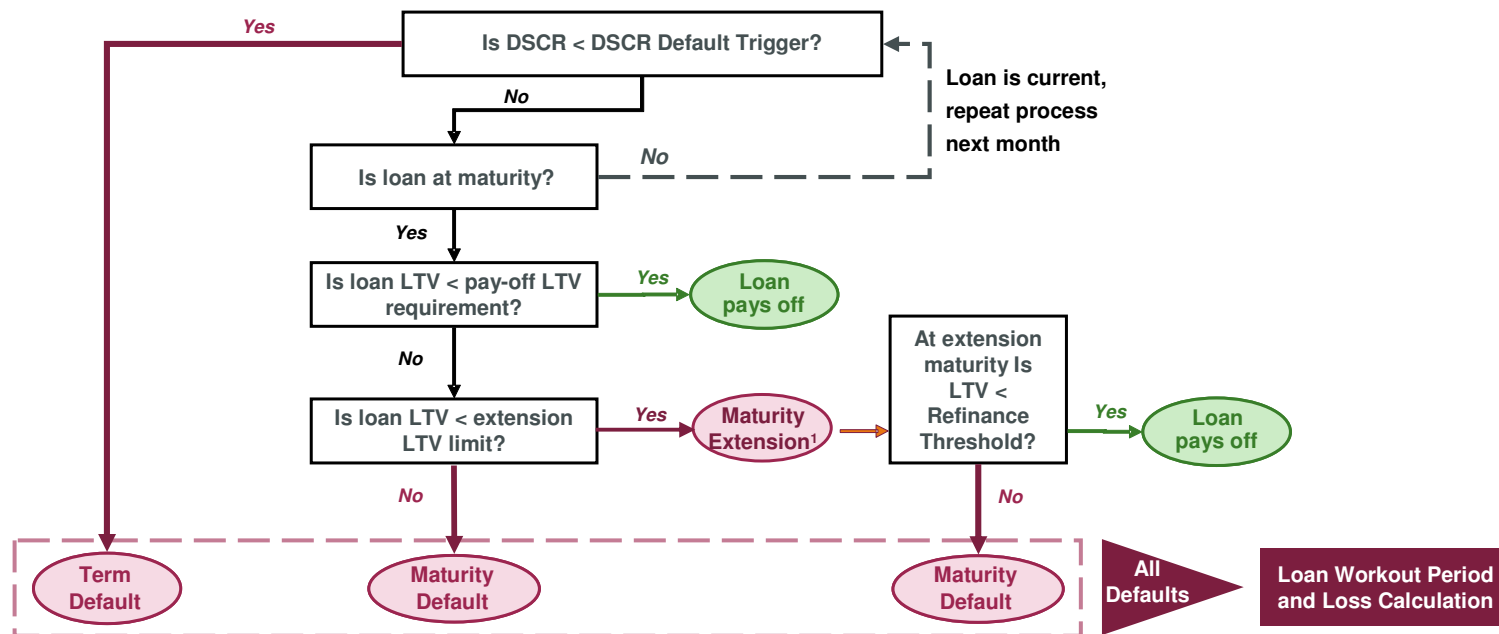 Yes
Is DSCR < DSCR Default Trigger?
Loan is current,
repeat process
next month
No
Is loan at maturity?
No
Yes
Is loan LTV < pay-off LTV
requirement?
Yes
Loan
pays off
No
At extension
maturity Is
LTV <
Refinance
Threshold?
Is loan LTV < extension
LTV limit?
Yes
Maturity
Extension¹
Yes
Loan
pays off
No
No
Term
Default
Maturity
Default
Maturity
Default
All
Defaults
Loan Workout Period
and Loss Calculation